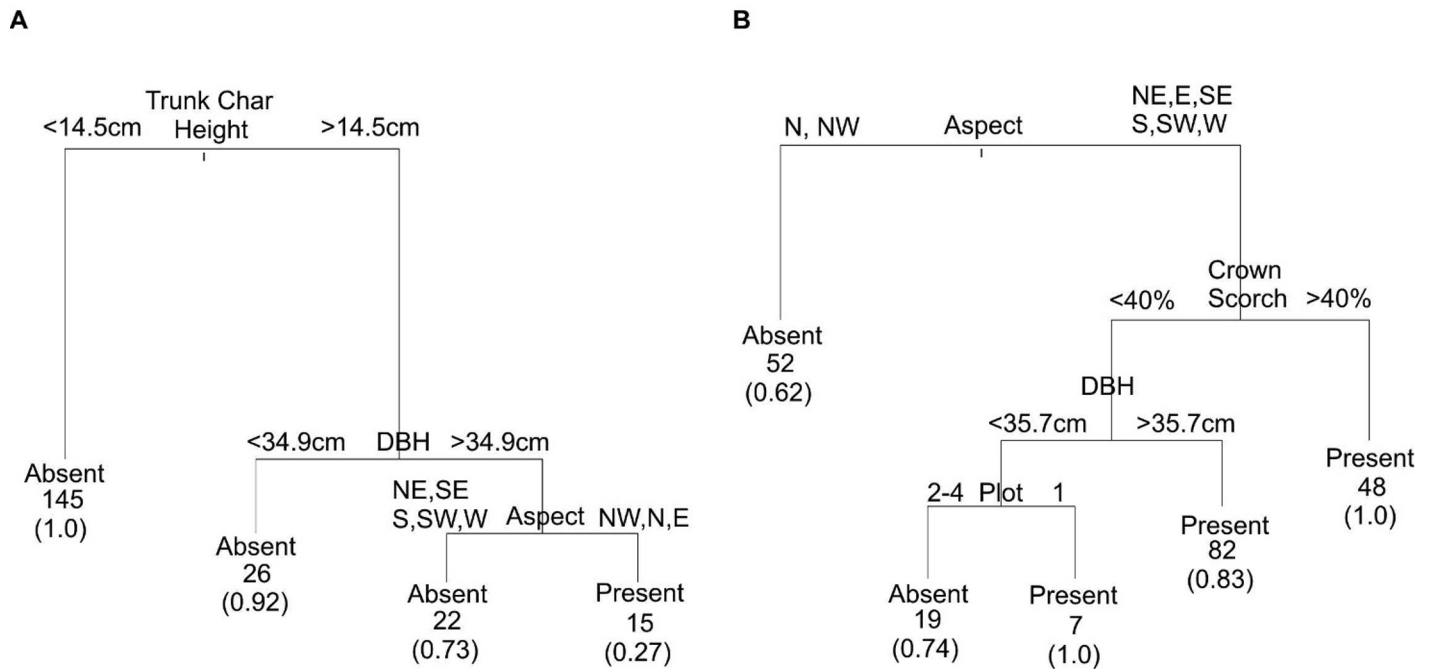 A
Trunk Char
Height
<14.5cm
>14.5cm
Absent
145
(1.0)
<34.9cm DBH >34.9cm
Absent
26
(0.92)
NE,SE
S,SW,W Aspect NW,N,E
Absent
22
(0.73)
Present
15
(0.27)
B
N, NW Aspect
NE,E,SE
S,SW,W
Absent
52
(0.62)
Crown
Scorch
<40%
>40%
DBH
<35.7cm >35.7cm
2-4 Plot 1
Absent
19
(0.74)
Present
7
(1.0)
Present
82
(0.83)
Present
48
(1.0)